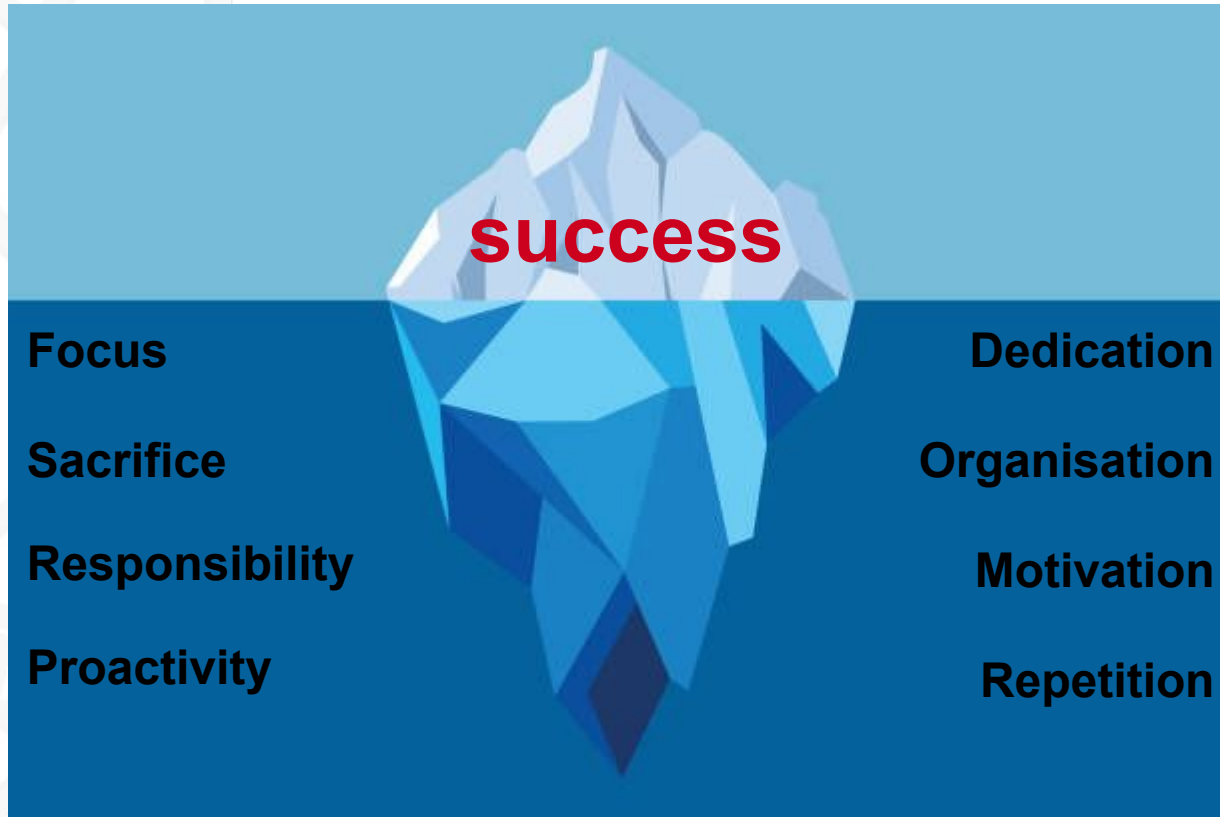 success
Focus
Dedication
Sacrifice
Organisation
Responsibility
Motivation
Proactivity
Repetition